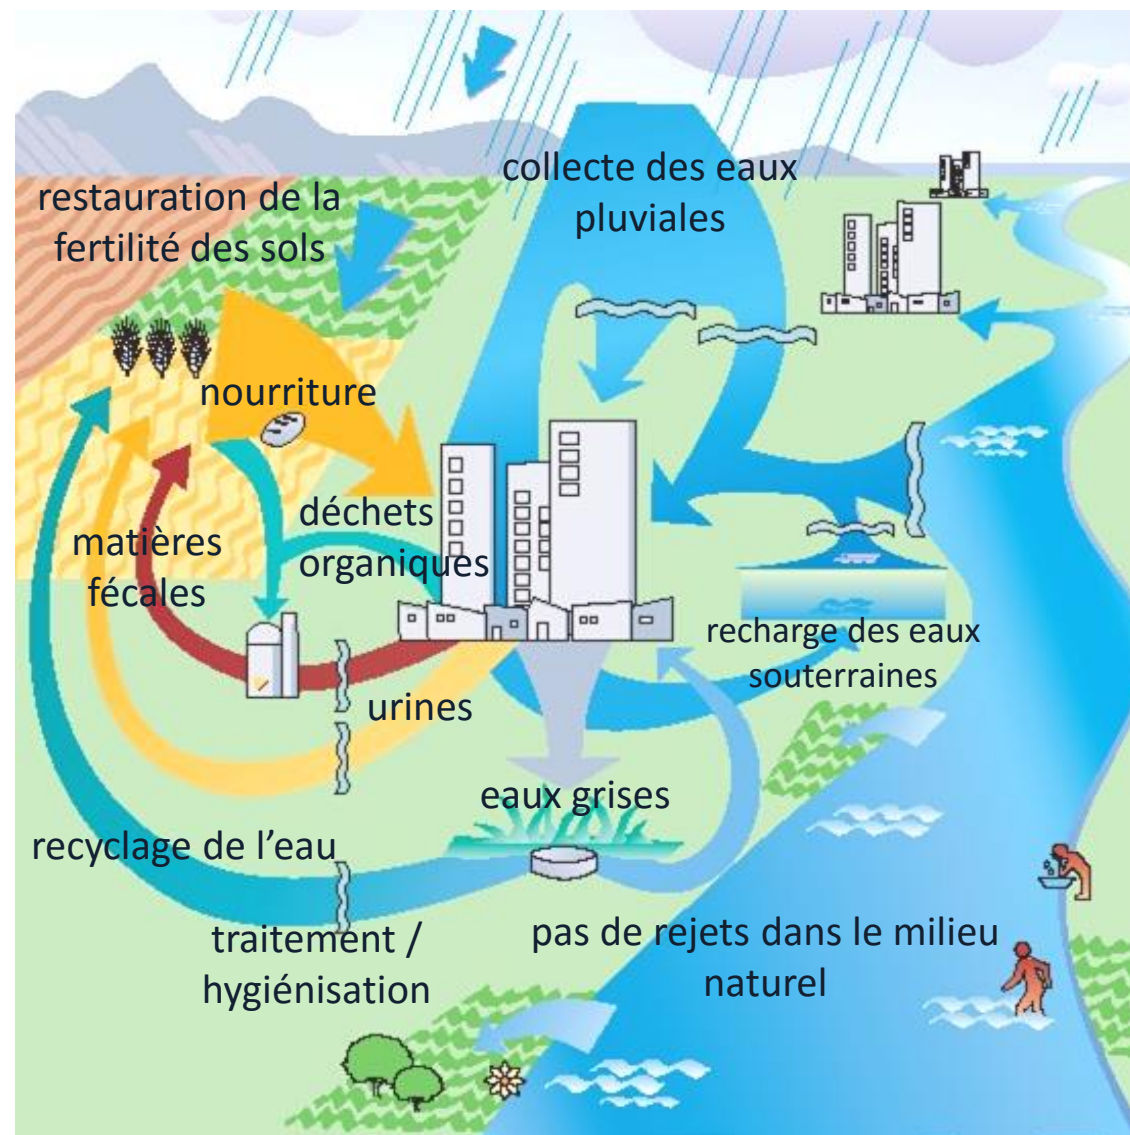 collecte des eaux
pluviales
restauration de la
fertilité des sols
nourriture
déchets
organiques
matières
fécales
recharge des eaux
souterraines
urines
eaux grises
recyclage de l’eau
traitement /
hygiénisation
pas de rejets dans le milieu
naturel